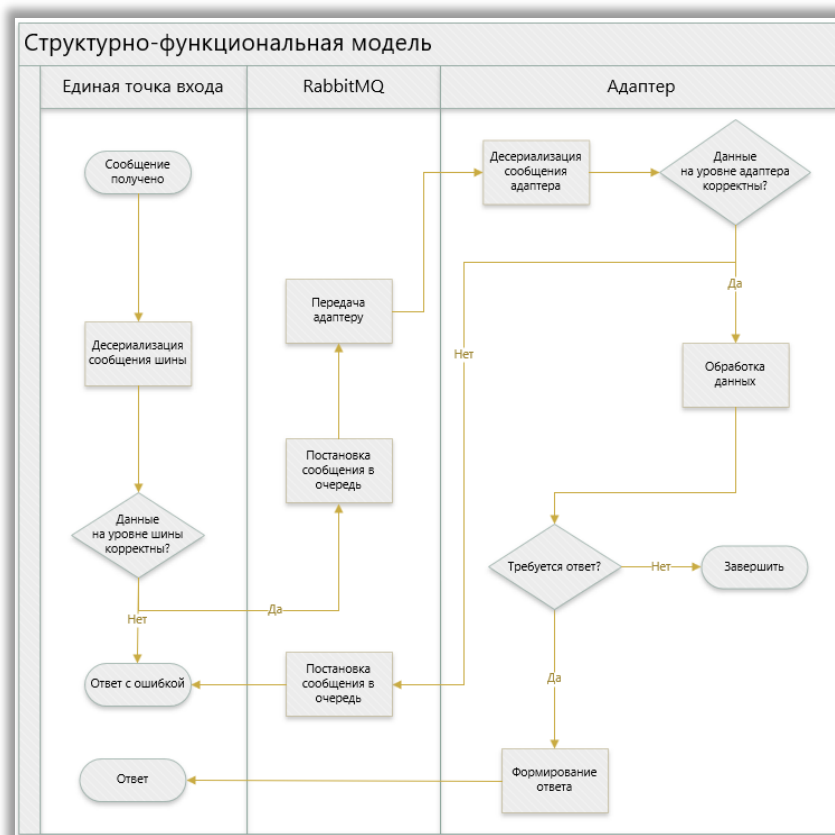 Структурно-функциональная модель
Единая точка входа
RabbitMQ
Адаптер
Сообщение
получено
Десериализация
сообщения шины
Данные
на уровне шины
корректны?
Нет
Да
Ответ с ошибкой
Ответ
Передача
адаптеру
Постановка
сообщения в
очередь
Постановка
сообщения в
очередь
Десериализация
сообщения
адаптера
Данные
на уровне адаптера
корректны?
Да
Нет
Обработка
данных
Требуется ответ?
Нет
Завершить
Да
Формирование
ответа